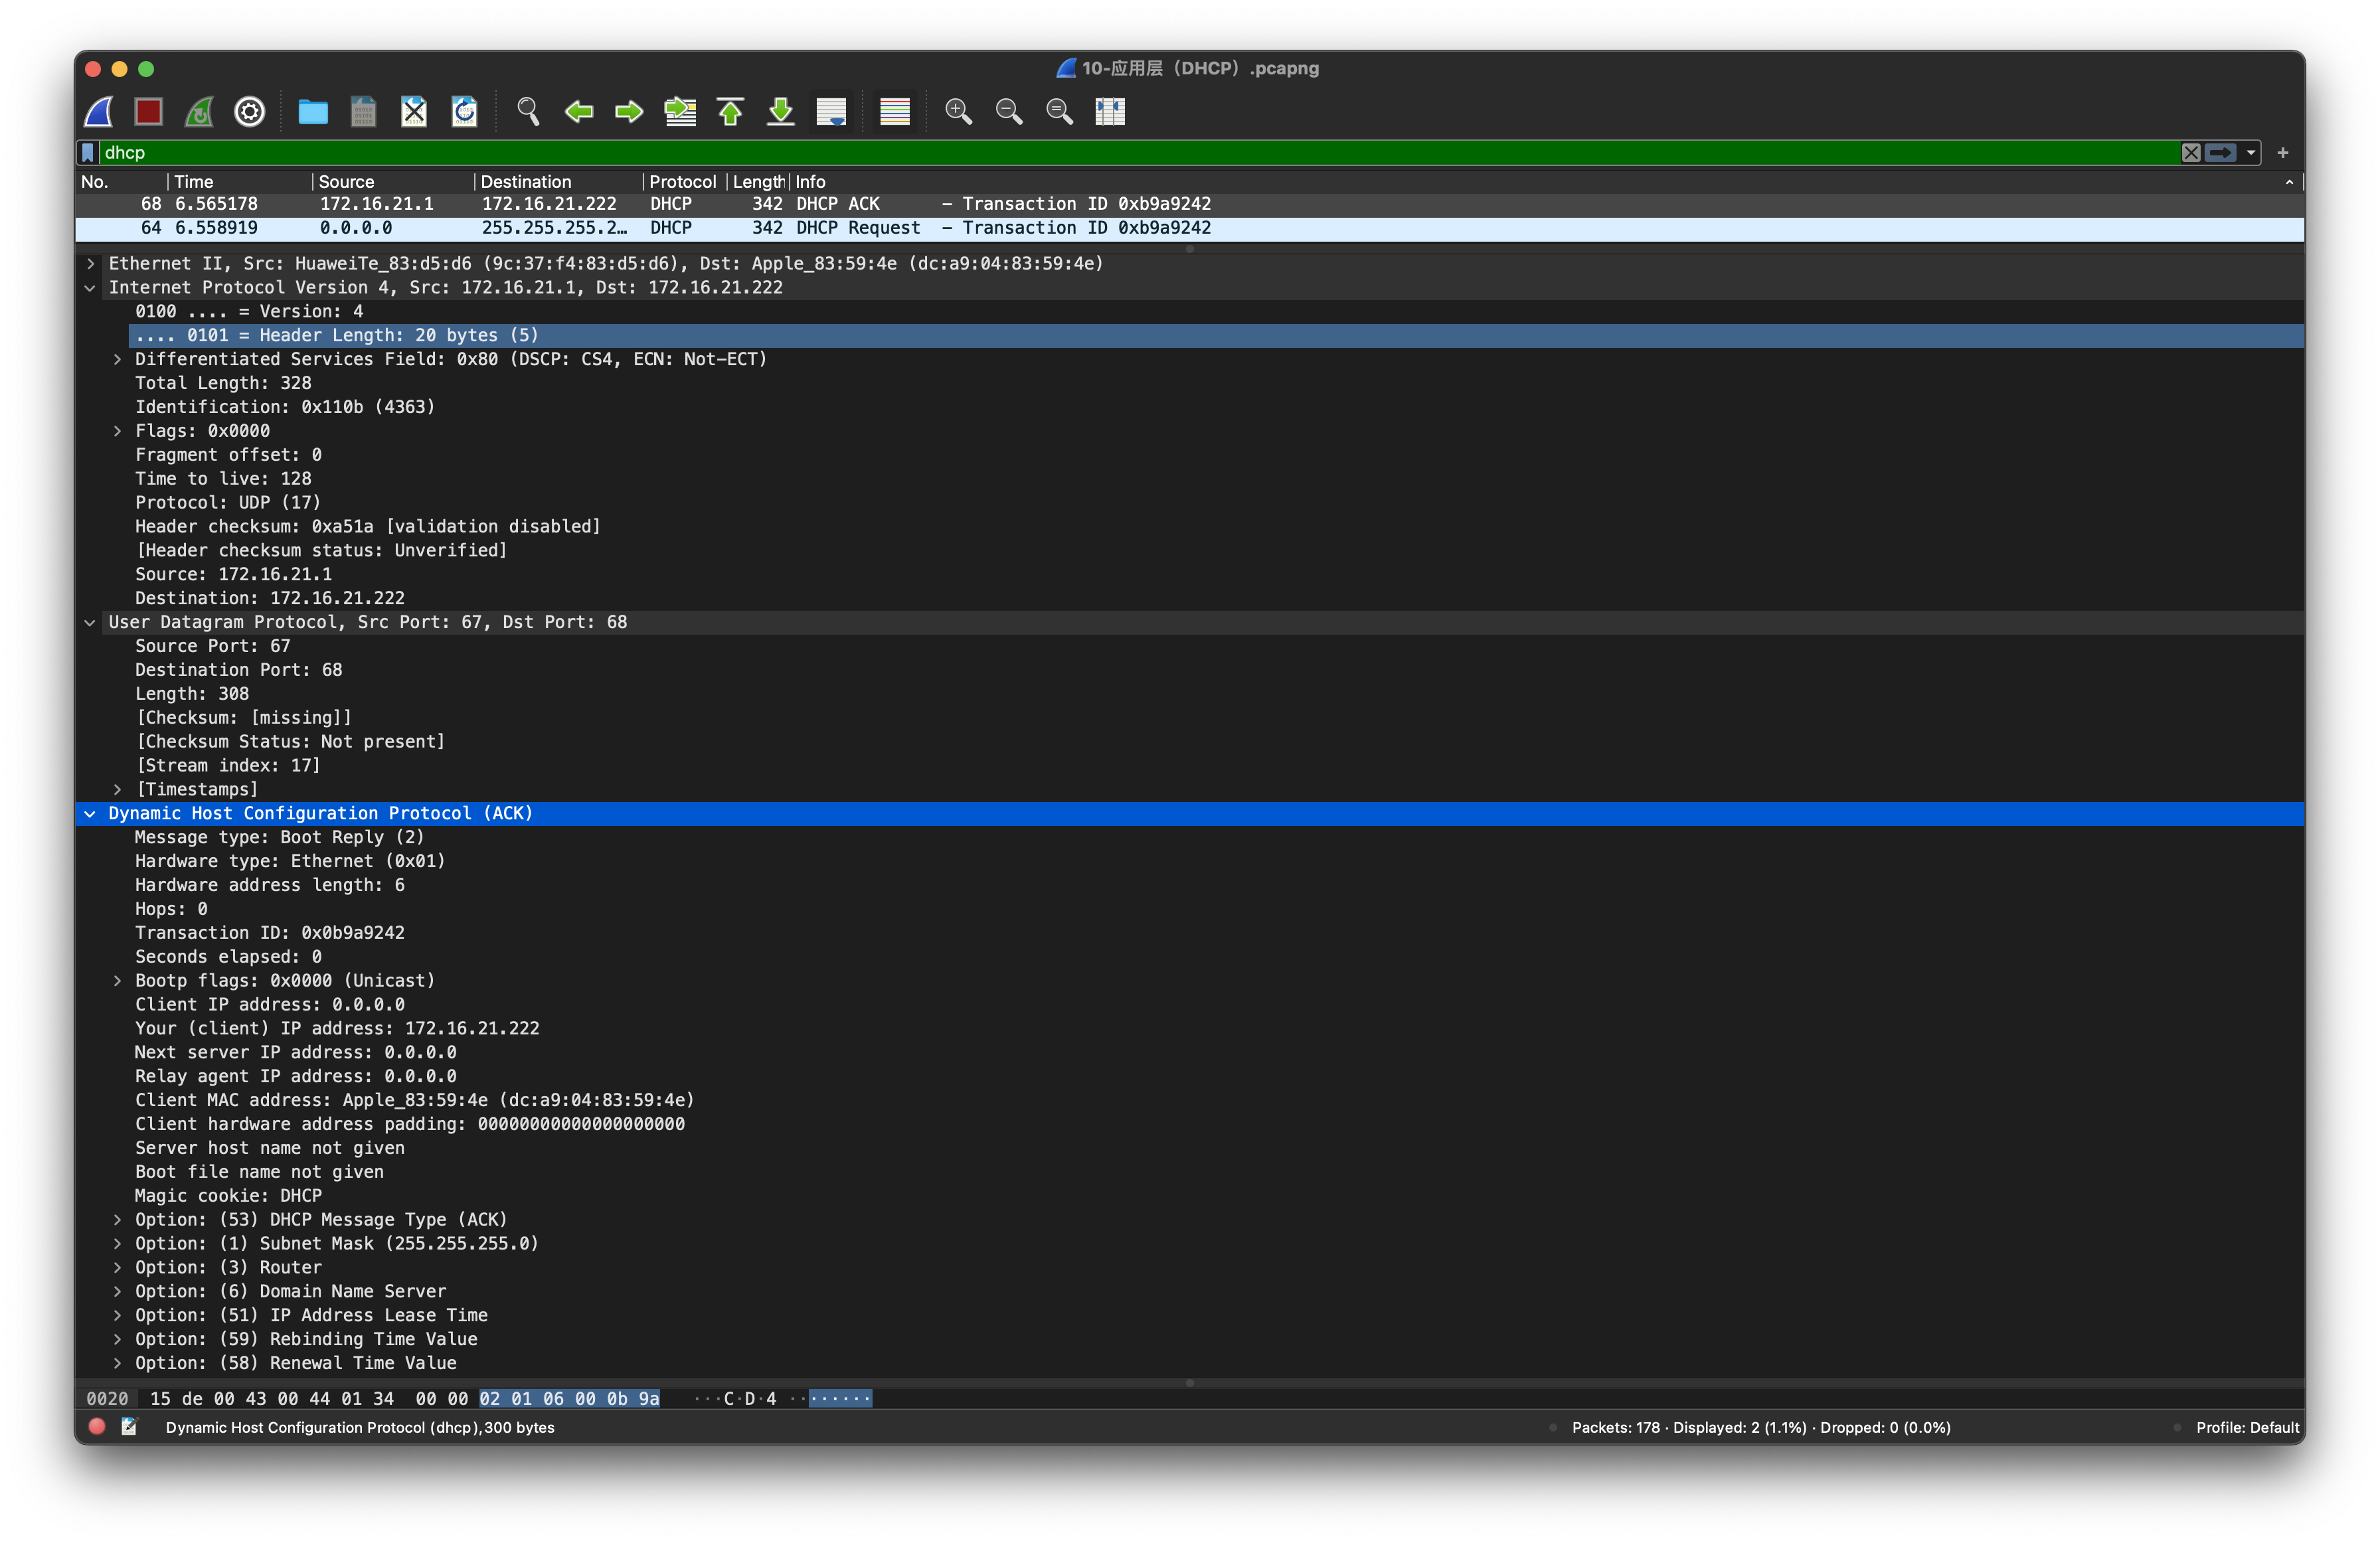 10-应用层（DHCP）.pcapng
dhcp
No. Time Source Destination Protocol Length Info
68 6.565178 172.16.21.1 172.16.21.222 DHCP 342 DHCP ACK – Transaction ID 0xb9a9242
64 6.558919 0.0.0.0 255.255.255.2… DHCP 342 DHCP Request – Transaction ID 0xb9a9242
Ethernet II, Src: HuaweiTe_83:d5:d6 (9c:37:f4:83:d5:d6), Dst: Apple_83:59:4e (dc:a9:04:83:59:4e)
Internet Protocol Version 4, Src: 172.16.21.1, Dst: 172.16.21.222
0100 .... = Version: 4
.... 0101 = Header Length: 20 bytes (5)
Differentiated Services Field: 0x80 (DSCP: CS4, ECN: Not–ECT)
Total Length: 328
Identification: 0x110b (4363)
Flags: 0x0000
Fragment offset: 0
Time to live: 128
Protocol: UDP (17)
Header checksum: 0xa51a [validation disabled]
[Header checksum status: Unverified]
Source: 172.16.21.1
Destination: 172.16.21.222
User Datagram Protocol, Src Port: 67, Dst Port: 68
Source Port: 67
Destination Port: 68
Length: 308
[Checksum: [missing]]
[Checksum Status: Not present]
[Stream index: 17]
[Timestamps]
Dynamic Host Configuration Protocol (ACK)
Message type: Boot Reply (2)
Hardware type: Ethernet (0x01)
Hardware address length: 6
Hops: 0
Transaction ID: 0x0b9a9242
Seconds elapsed: 0
Bootp flags: 0x0000 (Unicast)
Client IP address: 0.0.0.0
Your (client) IP address: 172.16.21.222
Next server IP address: 0.0.0.0
Relay agent IP address: 0.0.0.0
Client MAC address: Apple_83:59:4e (dc:a9:04:83:59:4e)
Client hardware address padding: 00000000000000000000
Server host name not given
Boot file name not given
Magic cookie: DHCP
Option: (53) DHCP Message Type (ACK)
Option: (1) Subnet Mask (255.255.255.0)
Option: (3) Router
Option: (6) Domain Name Server
Option: (51) IP Address Lease Time
Option: (59) Rebinding Time Value
Option: (58) Renewal Time Value
0020 15 de 00 43 00 44 01 34 00 00 02 01 06 00 0b 9a ···C·D·4 ········
Dynamic Host Configuration Protocol (dhcp),300 bytes Packets: 178 · Displayed: 2 (1.1%) · Dropped: 0 (0.0%) Profile: Default